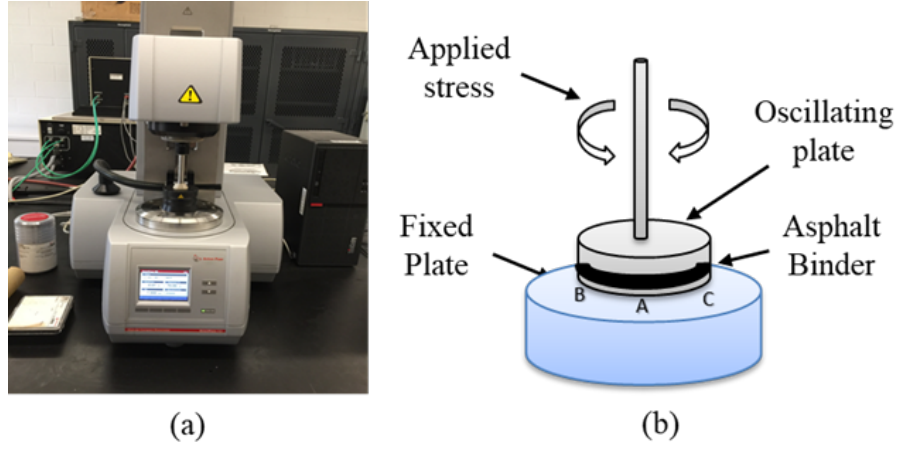 Applied
stress
Oscillating
plate
Fixed
Plate
Asphalt
Binder
B
A
C
(a)
(b)